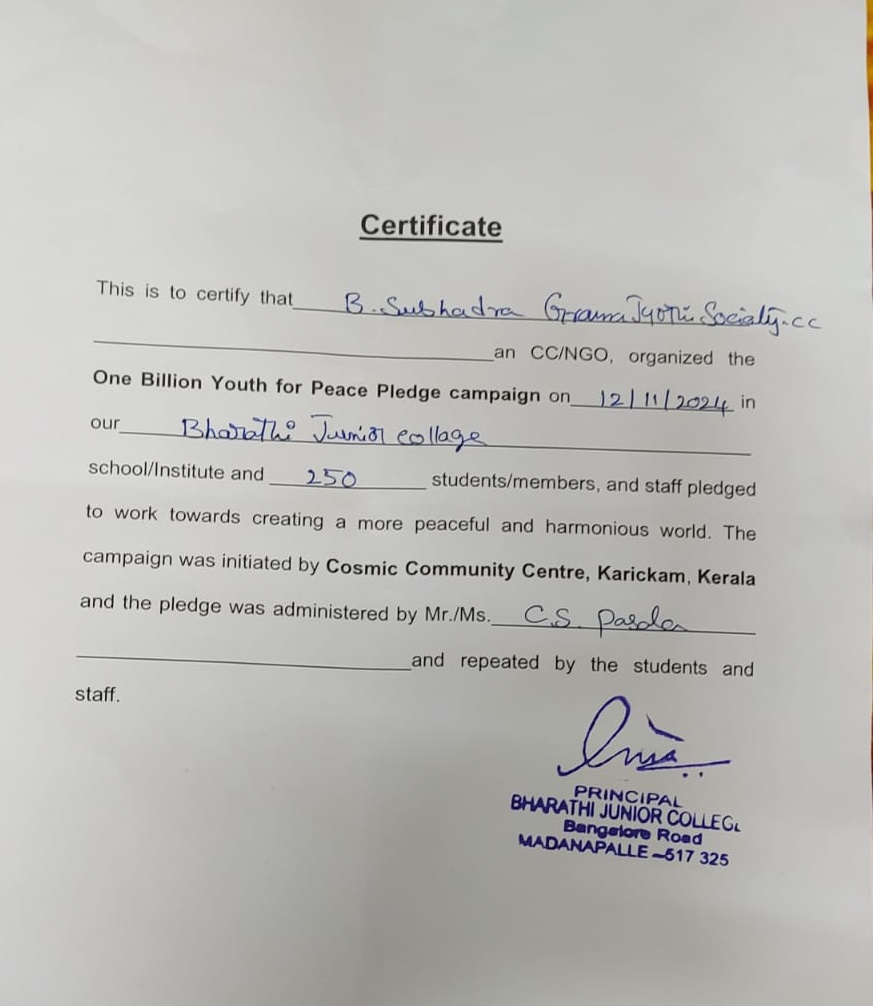 Certificate
This is to certify that B. Subhadra Grama Jyothi Society.cc
an CC/NGO, organized the
One Billion Youth for Peace Pledge campaign on 12/11/2024 in
our Bharathi Junior collage
school/Institute and 250 students/members, and staff pledged
to work towards creating a more peaceful and harmonious world. The
campaign was initiated by Cosmic Community Centre, Karickam, Kerala
and the pledge was administered by Mr./Ms. C.S.
and repeated by the students and
staff.
PRINCIPAL
BHARATHI JUNIOR COLLEGE
Bangalore Road
MADANAPALLE -517 325